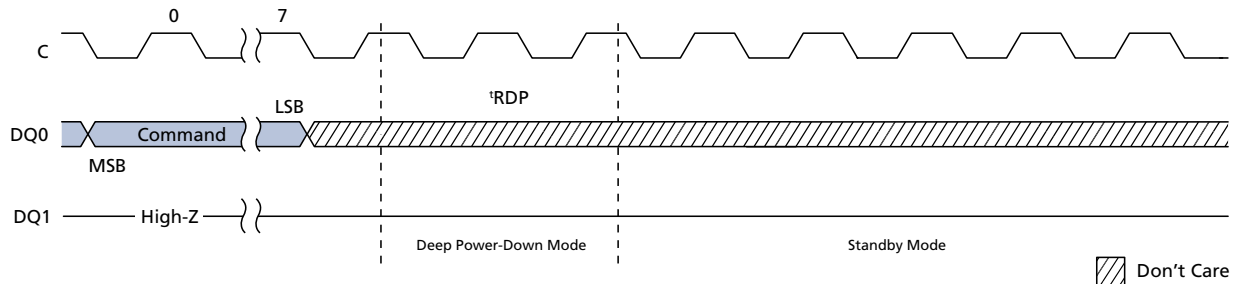 0 7
C
ᵗRDP
LSB
DQ0 Command
MSB
DQ1 High-Z
Deep Power-Down Mode Standby Mode
Don't Care